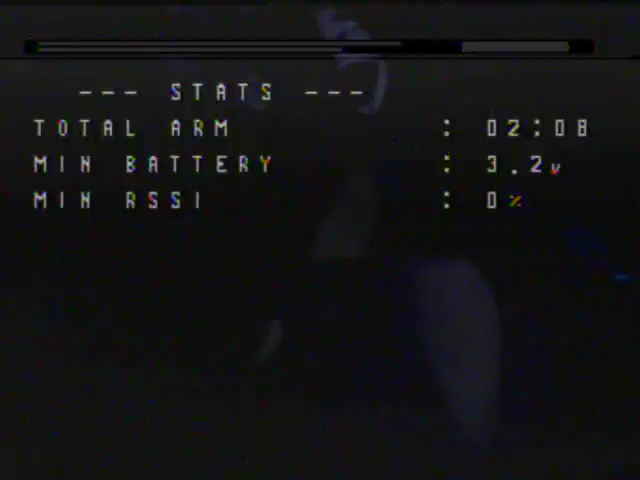 --- STATS ---
TOTAL ARM : 02:08
MIN BATTERY : 3.2v
MIN RSSI : 0%